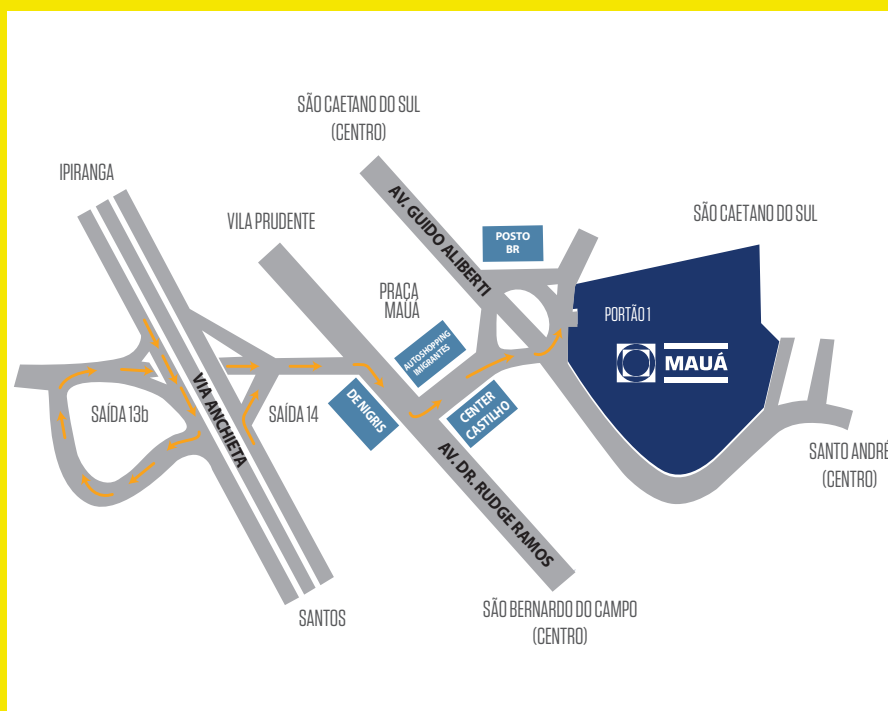 SÃO CAETANO DO SUL
(CENTRO)
IPIRANGA
VILA PRUDENTE
AV. GUIDO ALIBERTI
POSTO
BR
SÃO CAETANO DO SUL
PRAÇA
MAUÁ
PORTÃO 1
AUTOSHOPPING
IMIGRANTES
MAUÁ
VIA ANCHIETA
DE NIGRIS
CENTER
CASTILHO
SAÍDA 13b
SAÍDA 14
AV. DR. RUDGE RAMOS
SANTO ANDRÉ
(CENTRO)
SANTOS
SÃO BERNARDO DO CAMPO
(CENTRO)